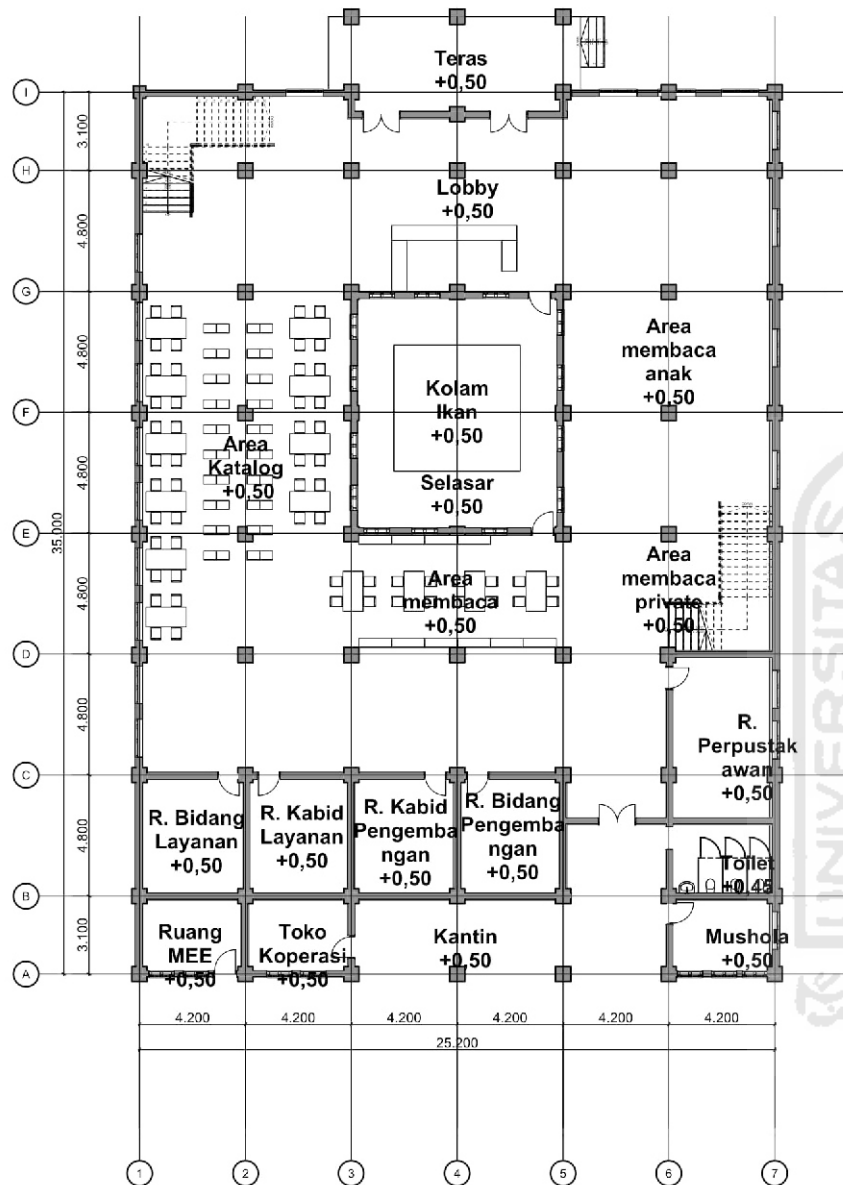 Teras
+0,50
I
3.100
H
Lobby
+0,50
4.800
G
Area
membaca
anak
+0,50
4.800
Kolam
Ikan
+0,50
F
Area
Katalog
+0,50
Selasar
+0,50
4.800
35.000
E
Area
membaca
+0,50
Area
membaca
private
+0,50
4.800
D
4.800
R.
Perpustak
awan
+0,50
C
R. Bidang
Layanan
+0,50
R. Kabid
Layanan
+0,50
R. Kabid
Pengemba
ngan
+0,50
R. Bidang
Pengemba
ngan
+0,50
4.800
Toilet
+0,45
B
3.100
Ruang
MEE
+0,50
Toko
Koperasi
+0,50
Kantin
+0,50
Mushola
+0,50
A
4.200 4.200 4.200 4.200 4.200 4.200
25.200
1 2 3 4 5 6 7
UNIVERSITAS